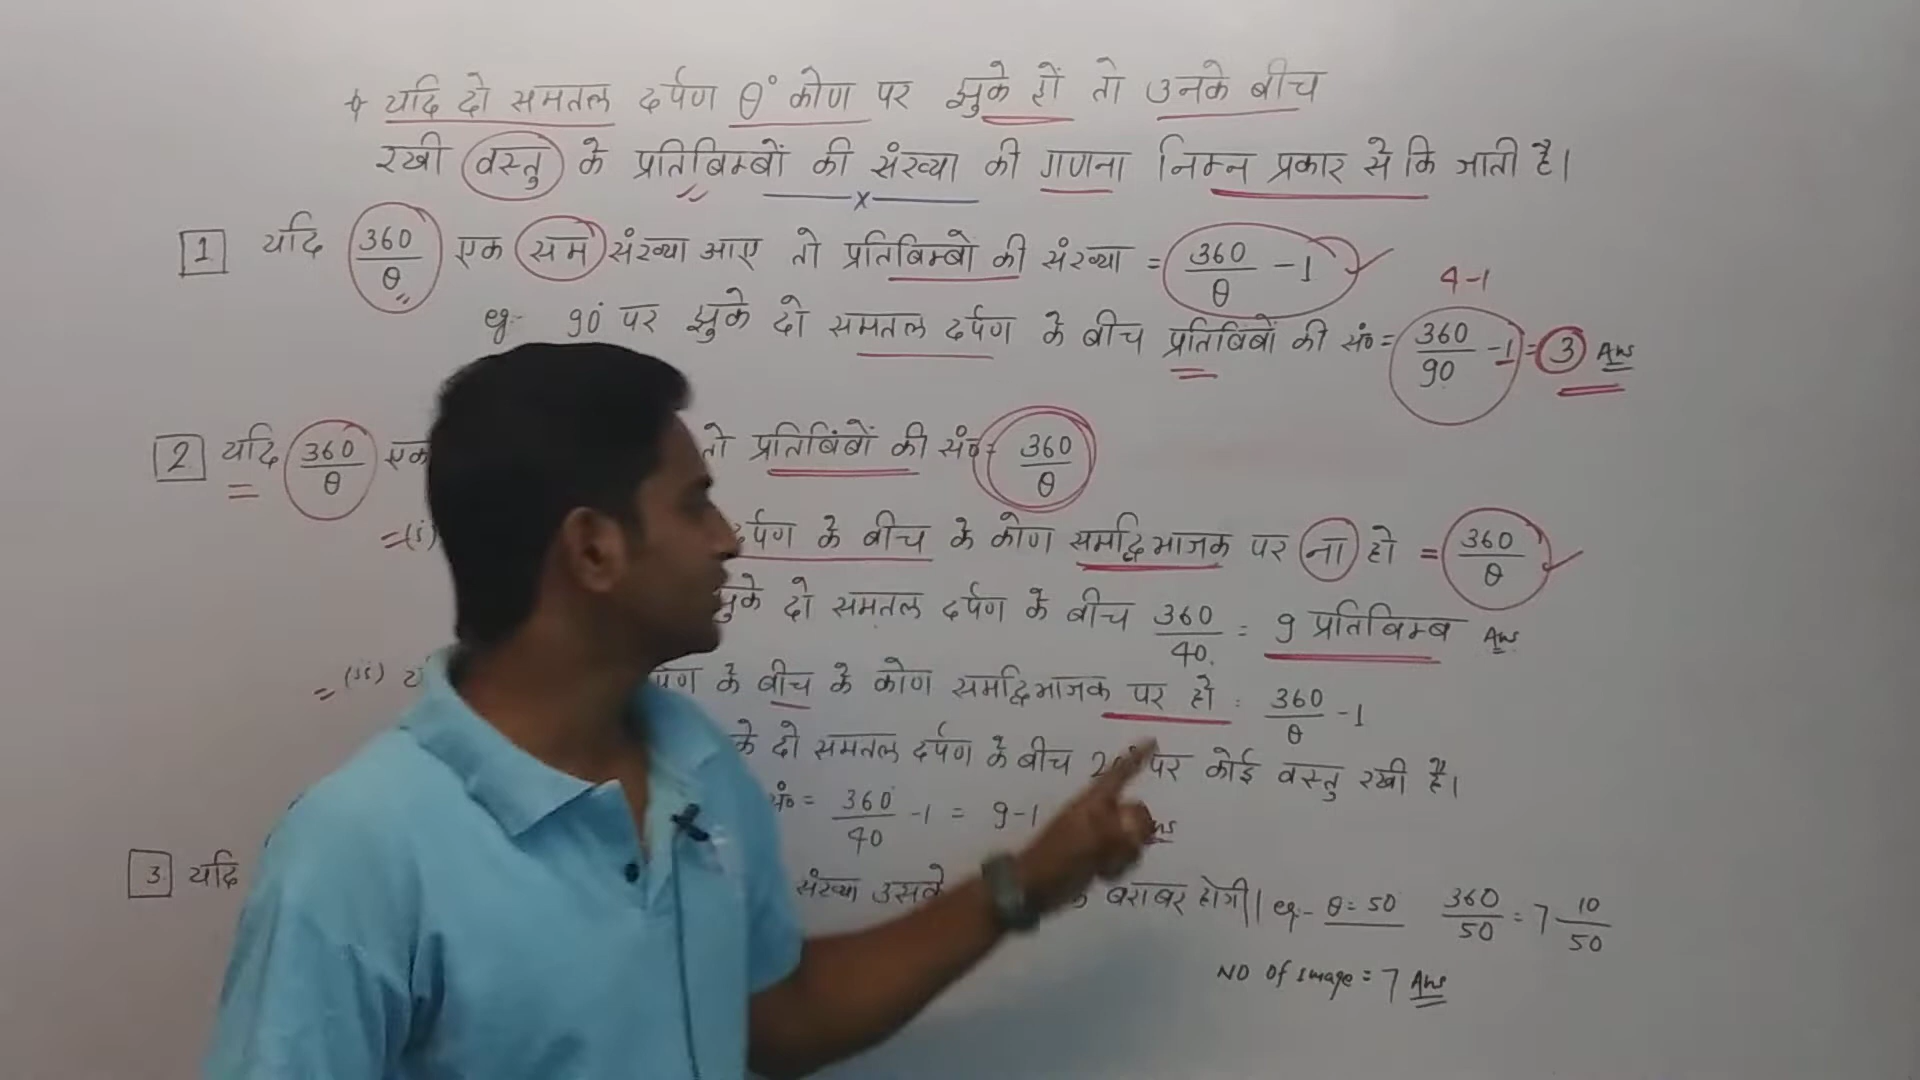 * यदि दो समतल दर्पण θ° कोण पर झुके हों तो उनके बीच
रखी वस्तु के प्रतिबिम्बों की संख्या की गणना निम्न प्रकार से कि जाती है।
1 यदि 360/θ एक सम संख्या आए तो प्रतिबिम्बो की संख्या = 360/θ - 1
4-1
eg:- 90° पर झुके दो समतल दर्पण के बीच प्रतिबिंबों की सं० = 360/90 - 1 = 3 Ans
2 यदि 360/θ एक तो प्रतिबिंबों की सं० = 360/θ
(i) दर्पण के बीच के कोण समद्विभाजक पर ना हो = 360/θ
झुके दो समतल दर्पण के बीच 360/40 = 9 प्रतिबिम्ब Ans
(ii) के बीच के कोण समद्विभाजक पर हो : 360/θ - 1
के दो समतल दर्पण के बीच पर कोई वस्तु रखी है।
सं० = 360/40 - 1 = 9-1
3 यदि संख्या उसके बराबर होगी। eg:- θ = 50 360/50 = 7 10/50
NO Of image = 7 Ans